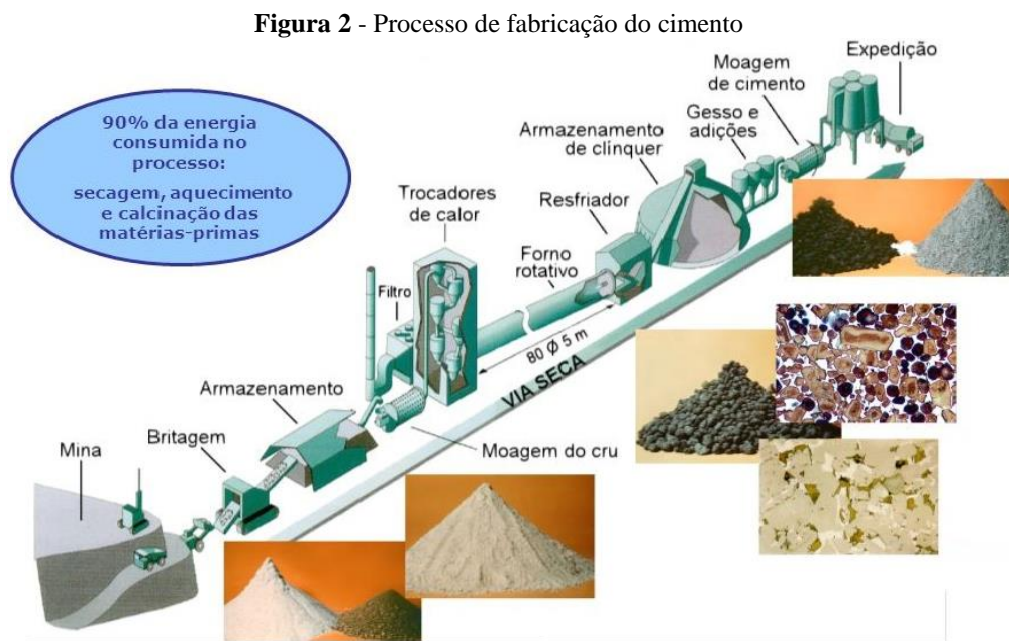 Figura 2 - Processo de fabricação do cimento
90% da energia
consumida no
processo:
secagem, aquecimento
e calcinação das
matérias-primas
Mina
Britagem
Armazenamento
Filtro
Trocadores
de calor
Moagem do cru
Forno
rotativo
80 Ø 5 m
VIA SECA
Resfriador
Armazenamento
de clínquer
Gesso e
adições
Moagem
de cimento
Expedição